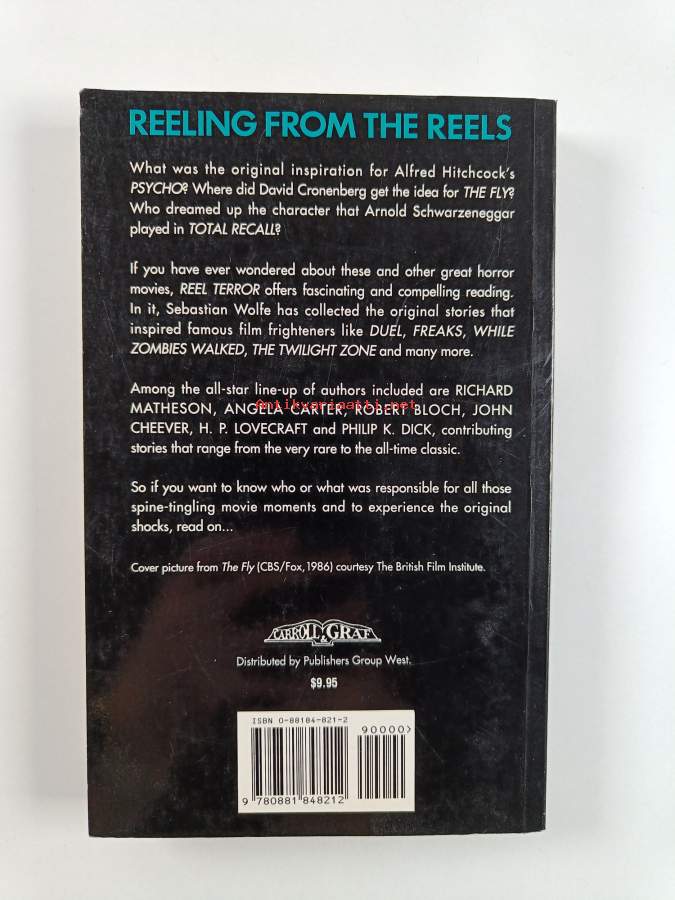 REELING FROM THE REELS
What was the original inspiration for Alfred Hitchcock's
PSYCHO? Where did David Cronenberg get the idea for THE FLY?
Who dreamed up the character that Arnold Schwarzeneggar
played in TOTAL RECALL?
If you have ever wondered about these and other great horror
movies, REEL TERROR offers fascinating and compelling reading.
In it, Sebastian Wolfe has collected the original stories that
inspired famous film frighteners like DUEL, FREAKS, WHILE
ZOMBIES WALKED, THE TWILIGHT ZONE and many more.
Among the all-star line-up of authors included are RICHARD
MATHESON, ANGELA CARTER, ROBERT BLOCH, JOHN
Antikvariaatti.net
CHEEVER, H. P. LOVECRAFT and PHILIP K. DICK, contributing
stories that range from the very rare to the all-time classic.
So if you want to know who or what was responsible for all those
spine-tingling movie moments and to experience the original
shocks, read on...
Cover picture from The Fly (CBS/Fox, 1986) courtesy The British Film Institute.
CARROLL & GRAF
Distributed by Publishers Group West.
$9.95
ISBN 0-88184-821-2
90000>
9 780881 848212